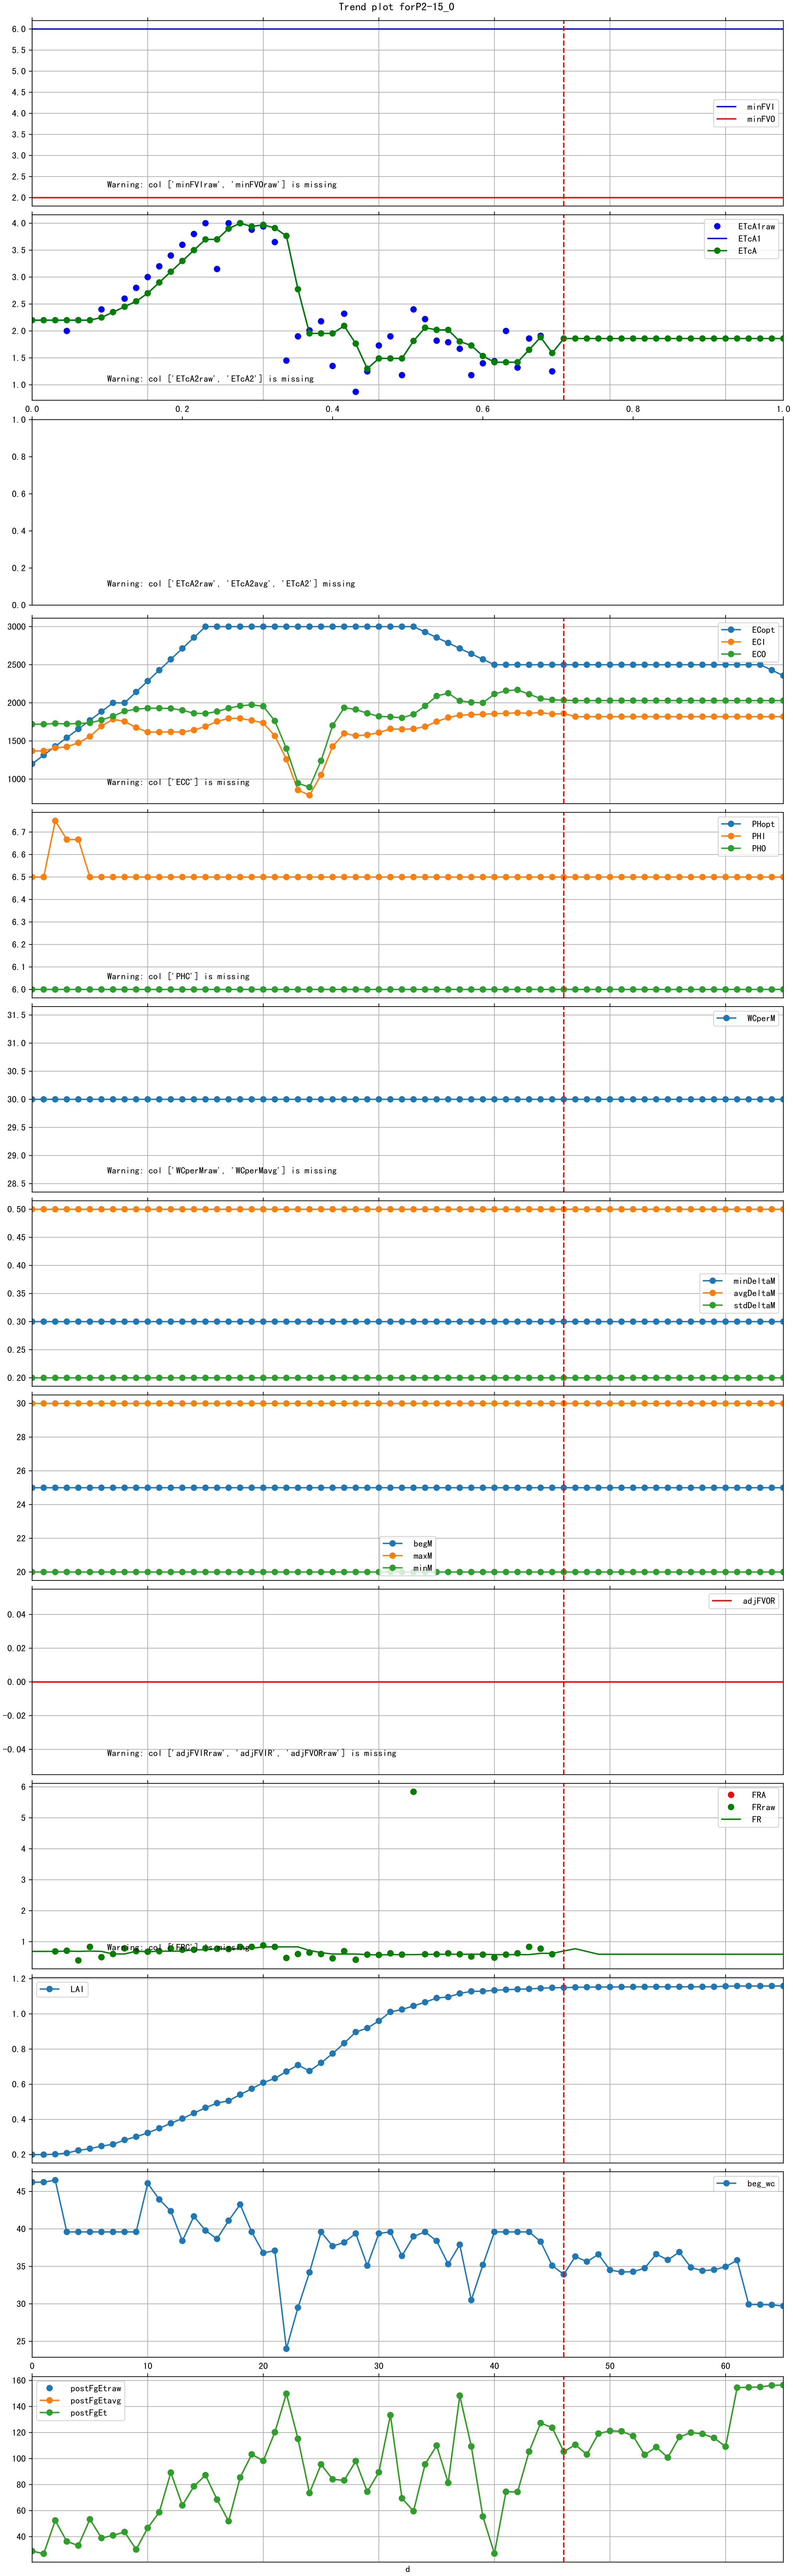 Trend plot forP2-15_0
6.0
5.5
5.0
4.5
4.0
3.5
3.0
2.5
2.0
minFVI
minFVO
Warning: col ['minFVIraw', 'minFVOraw'] is missing
4.0
3.5
3.0
2.5
2.0
1.5
1.0
ETcA1raw
ETcA1
ETcA
Warning: col ['ETcA2raw', 'ETcA2'] is missing
0.0 0.2 0.4 0.6 0.8 1.0
1.0
0.8
0.6
0.4
0.2
0.0
Warning: col ['ETcA2raw', 'ETcA2avg', 'ETcA2'] missing
3000
2500
2000
1500
1000
ECopt
ECI
ECO
Warning: col ['ECC'] is missing
6.7
6.6
6.5
6.4
6.3
6.2
6.1
6.0
PHopt
PHI
PHO
Warning: col ['PHC'] is missing
31.5
31.0
30.5
30.0
29.5
29.0
28.5
WCperM
Warning: col ['WCperMraw', 'WCperMavg'] is missing
0.50
0.45
0.40
0.35
0.30
0.25
0.20
minDeltaM
avgDeltaM
stdDeltaM
30
28
26
24
22
20
begM
maxM
minM
0.04
0.02
0.00
-0.02
-0.04
adjFVOR
Warning: col ['adjFVIRraw', 'adjFVIR', 'adjFVORraw'] is missing
6
5
4
3
2
1
FRA
FRraw
FR
Warning: col ['FRC'] is missing
1.2
1.0
0.8
0.6
0.4
0.2
LAI
45
40
35
30
25
beg_wc
0 10 20 30 40 50 60
160
140
120
100
80
60
40
postFgEtraw
postFgEtavg
postFgEt
d